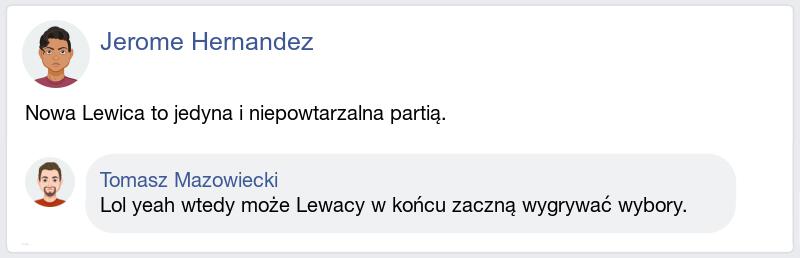 Jerome Hernandez
Nowa Lewica to jedyna i niepowtarzalna partią.
Tomasz Mazowiecki
Lol yeah wtedy może Lewacy w końcu zaczną wygrywać wybory.